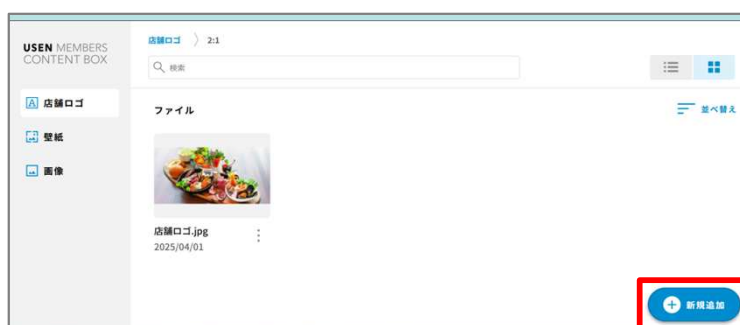 USEN MEMBERS
CONTENT BOX
店舗ロゴ
壁紙
画像
店舗ロゴ 〉 2:1
検索
ファイル
並べ替え
店舗ロゴ.jpg
2025/04/01
新規追加